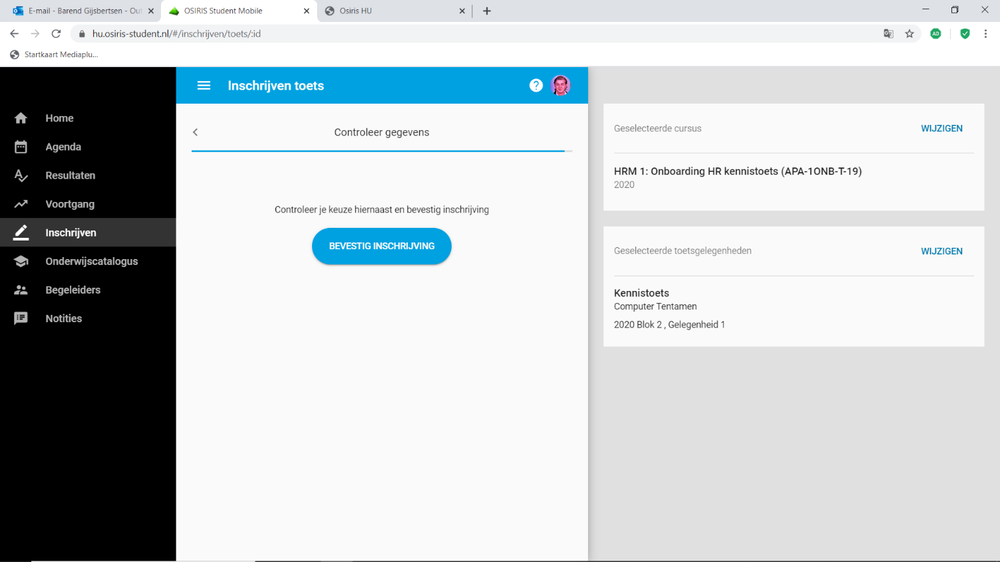 E-mail - Barend Gijsbertsen - Out
OSIRIS Student Mobile
Osiris HU
hu.osiris-student.nl/#/inschrijven/toets/:id
AD
Startkaart Mediaplu...
Inschrijven toets
?
Home
Agenda
Resultaten
Voortgang
Inschrijven
Onderwijscatalogus
Begeleiders
Notities
Controleer gegevens
Controleer je keuze hiernaast en bevestig inschrijving
BEVESTIG INSCHRIJVING
Geselecteerde cursus WIJZIGEN
HRM 1: Onboarding HR kennistoets (APA-1ONB-T-19)
2020
Geselecteerde toetsgelegenheden WIJZIGEN
Kennistoets
Computer Tentamen
2020 Blok 2 , Gelegenheid 1